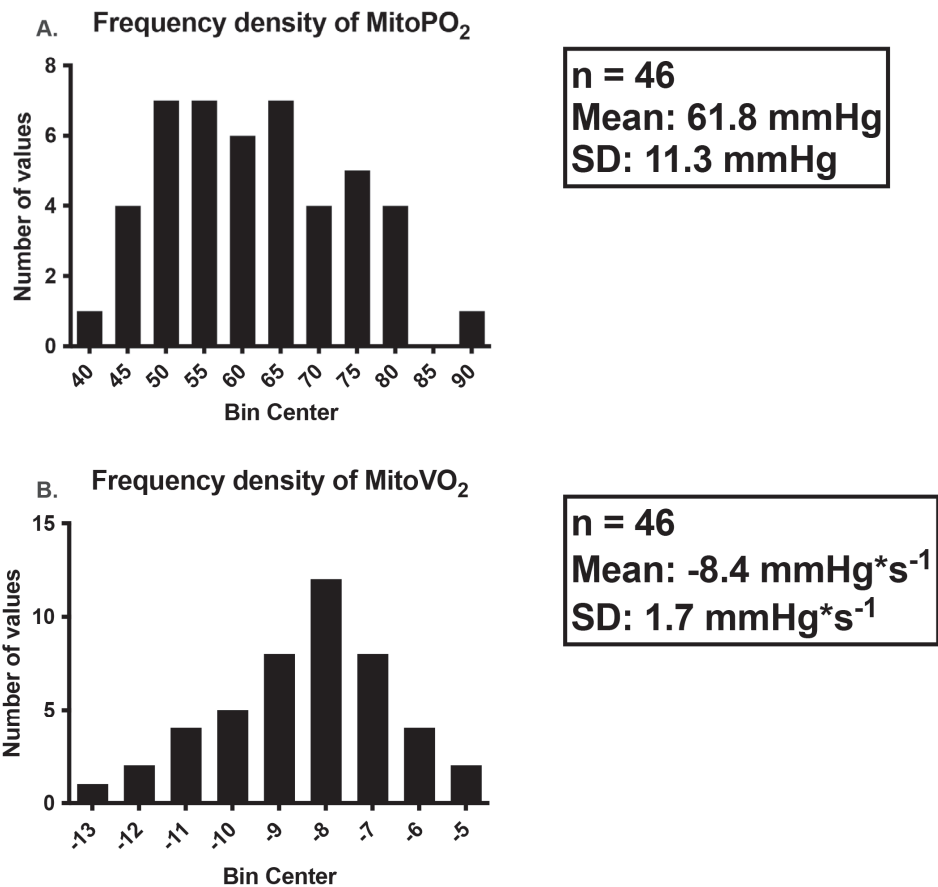 A. Frequency density of MitoPO2
Number of values
8
6
4
2
0
40 45 50 55 60 65 70 75 80 85 90
Bin Center
n = 46
Mean: 61.8 mmHg
SD: 11.3 mmHg
B. Frequency density of MitoVO2
Number of values
15
10
5
0
-13 -12 -11 -10 -9 -8 -7 -6 -5
Bin Center
n = 46
Mean: -8.4 mmHg*s-1
SD: 1.7 mmHg*s-1